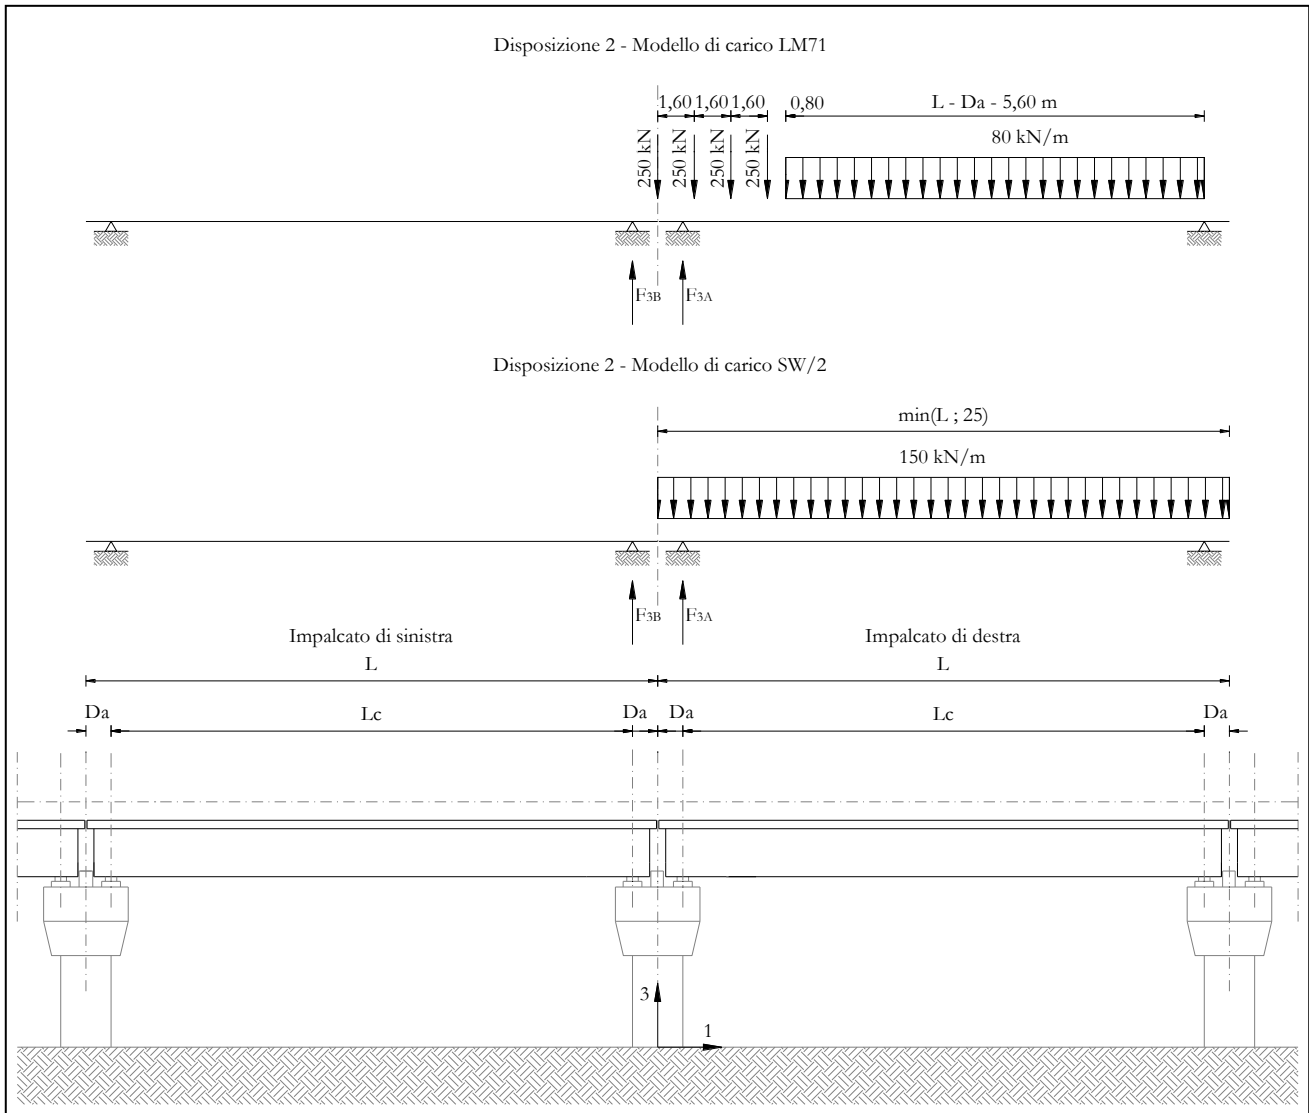 Disposizione 2 - Modello di carico LM71
1,60 1,60 1,60 0,80 L - Da - 5,60 m
250 kN 250 kN 250 kN 250 kN 80 kN/m
F3B F3A
Disposizione 2 - Modello di carico SW/2
min(L ; 25)
150 kN/m
F3B F3A
Impalcato di sinistra Impalcato di destra
L L
Da Lc Da Da Lc Da
3
1